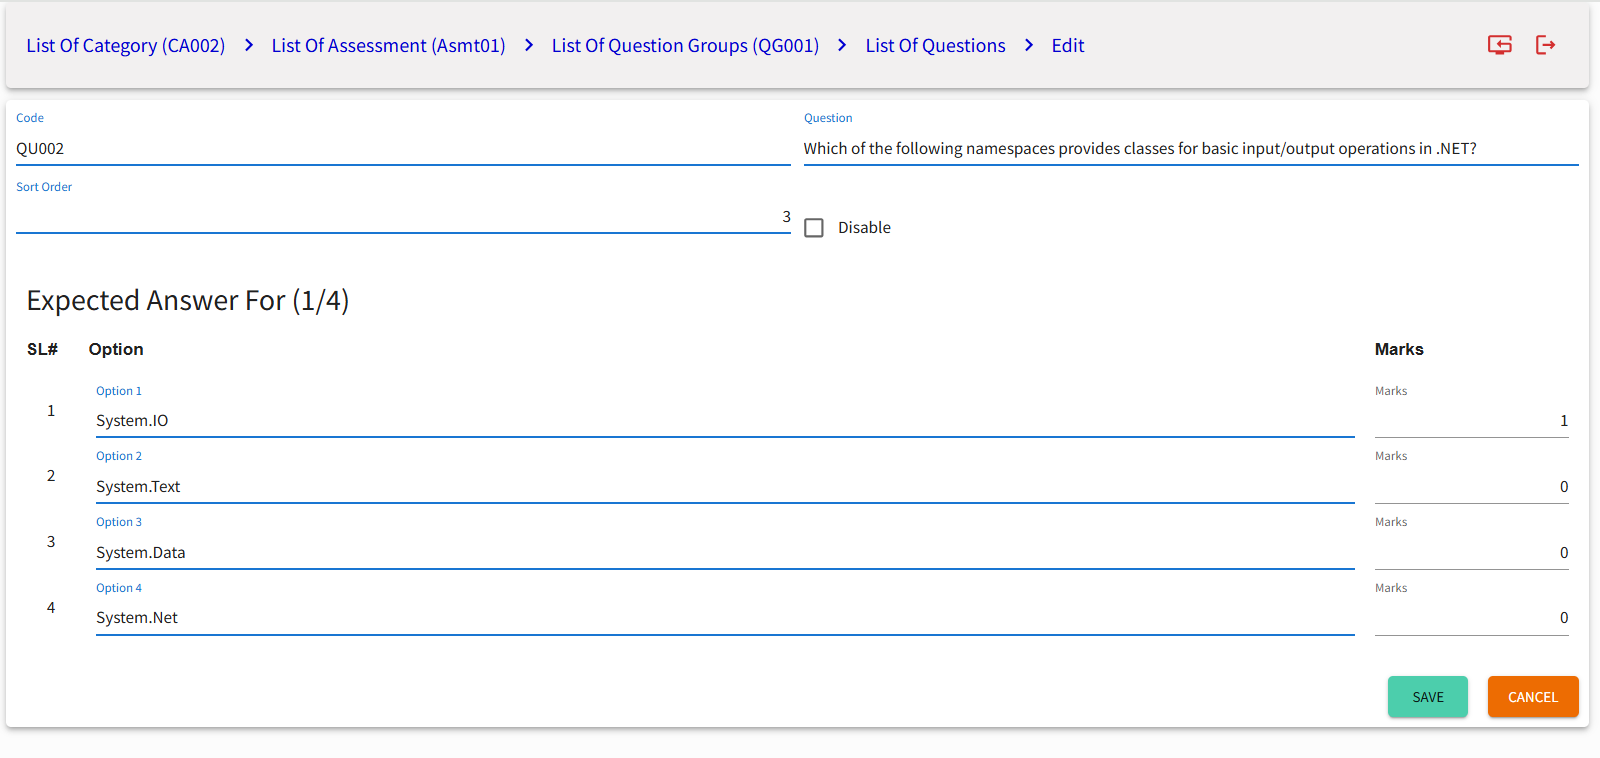 List Of Category (CA002) > List Of Assessment (Asmt01) > List Of Question Groups (QG001) > List Of Questions > Edit
Code
QU002
Question
Which of the following namespaces provides classes for basic input/output operations in .NET?
Sort Order
3
Disable
Expected Answer For (1/4)
SL# Option Marks
1
Option 1
System.IO
Marks
1
2
Option 2
System.Text
Marks
0
3
Option 3
System.Data
Marks
0
4
Option 4
System.Net
Marks
0
SAVE CANCEL